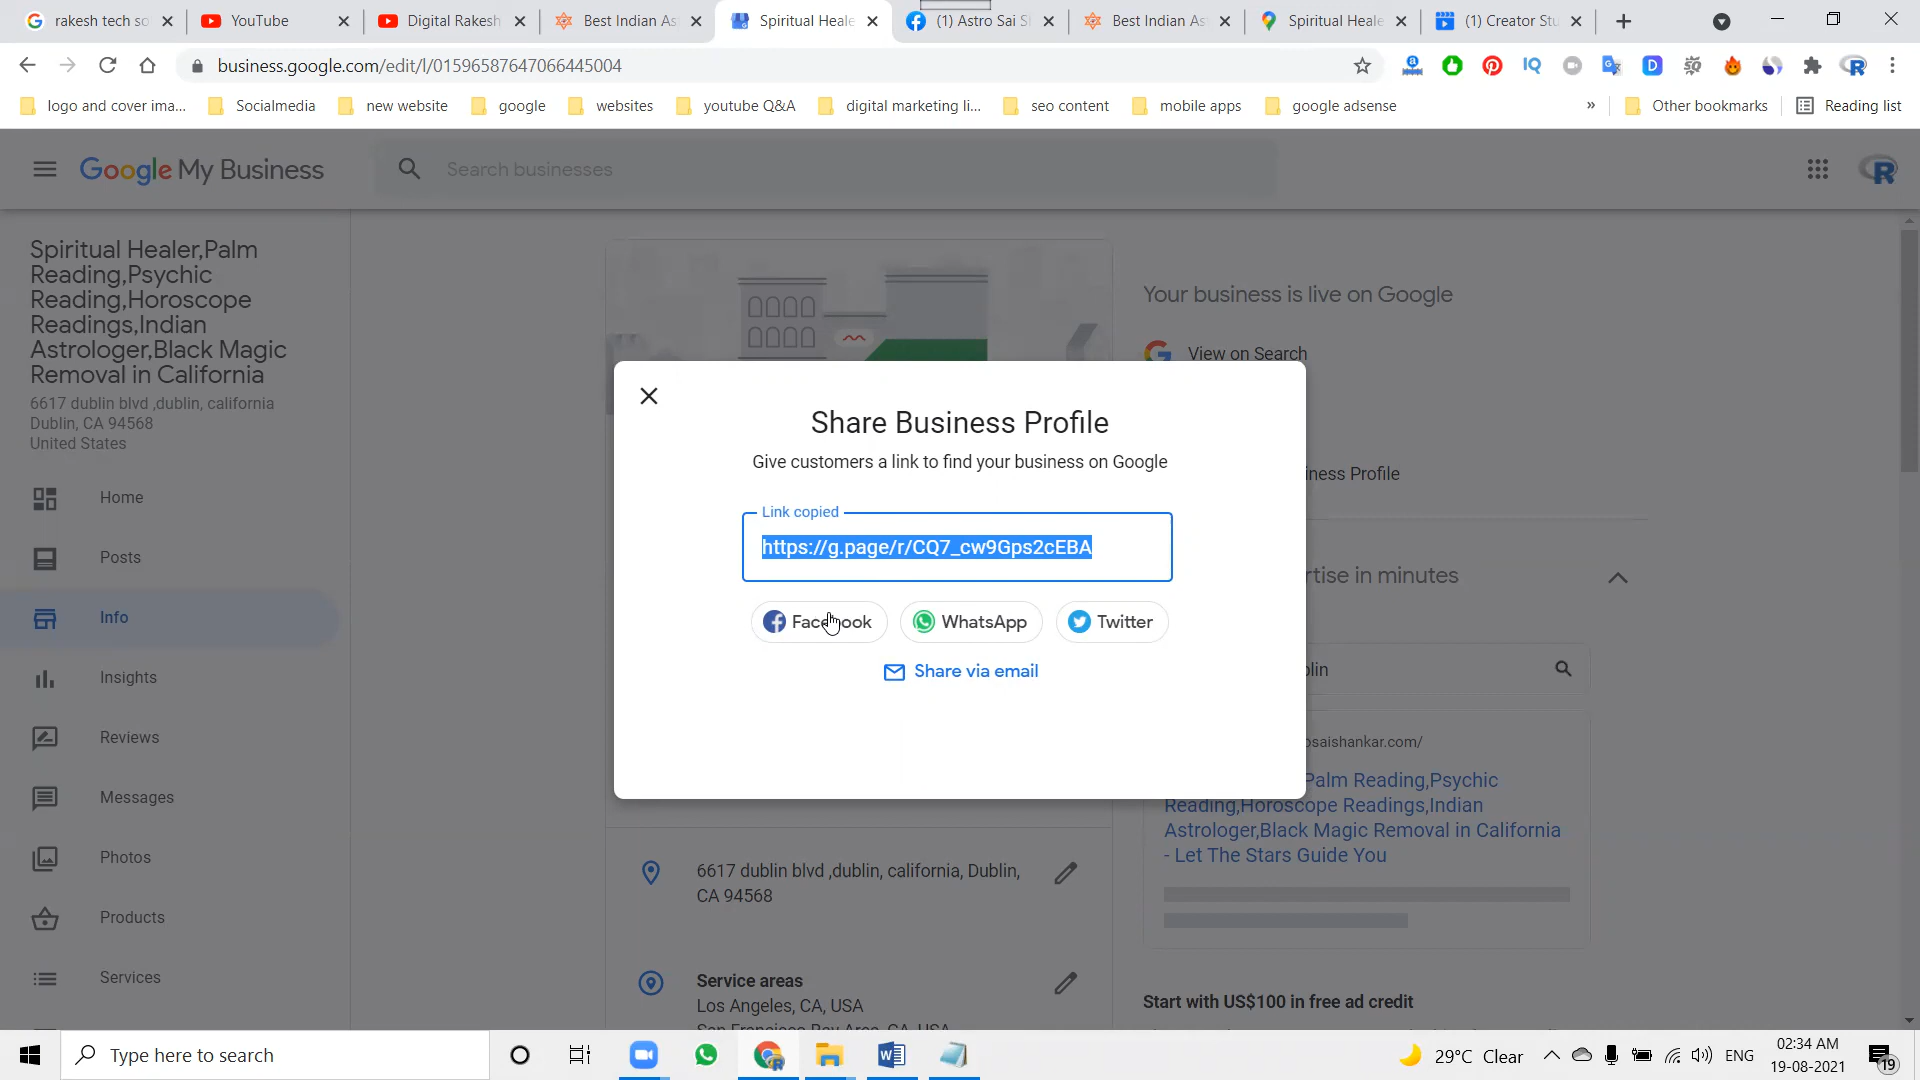 rakesh tech so
YouTube
Digital Rakesh
Best Indian As
Spiritual Heale
(1) Astro Sai S
Best Indian As
Spiritual Heale
(1) Creator Stu
business.google.com/edit/l/01596587647066445004
logo and cover ima...
Socialmedia
new website
google
websites
youtube Q&A
digital marketing li...
seo content
mobile apps
google adsense
»
Other bookmarks
Reading list
Google My Business
Search businesses
Spiritual Healer,Palm
Reading,Psychic
Reading,Horoscope
Readings,Indian
Astrologer,Black Magic
Removal in California
6617 dublin blvd ,dublin, california
Dublin, CA 94568
United States
Home
Posts
Info
Insights
Reviews
Messages
Photos
Products
Services
Your business is live on Google
View on Search
iness Profile
rtise in minutes
lin
Share Business Profile
Give customers a link to find your business on Google
Link copied
https://g.page/r/CQ7_cw9Gps2cEBA
Facebook
WhatsApp
Twitter
Share via email
osaishankar.com/
Palm Reading,Psychic
Reading,Horoscope Readings,Indian
Astrologer,Black Magic Removal in California
- Let The Stars Guide You
6617 dublin blvd ,dublin, california, Dublin,
CA 94568
Service areas
Los Angeles, CA, USA
San Francisco Bay Area, CA, USA
Start with US$100 in free ad credit
Type here to search
29°C Clear
ENG
02:34 AM
19-08-2021
19